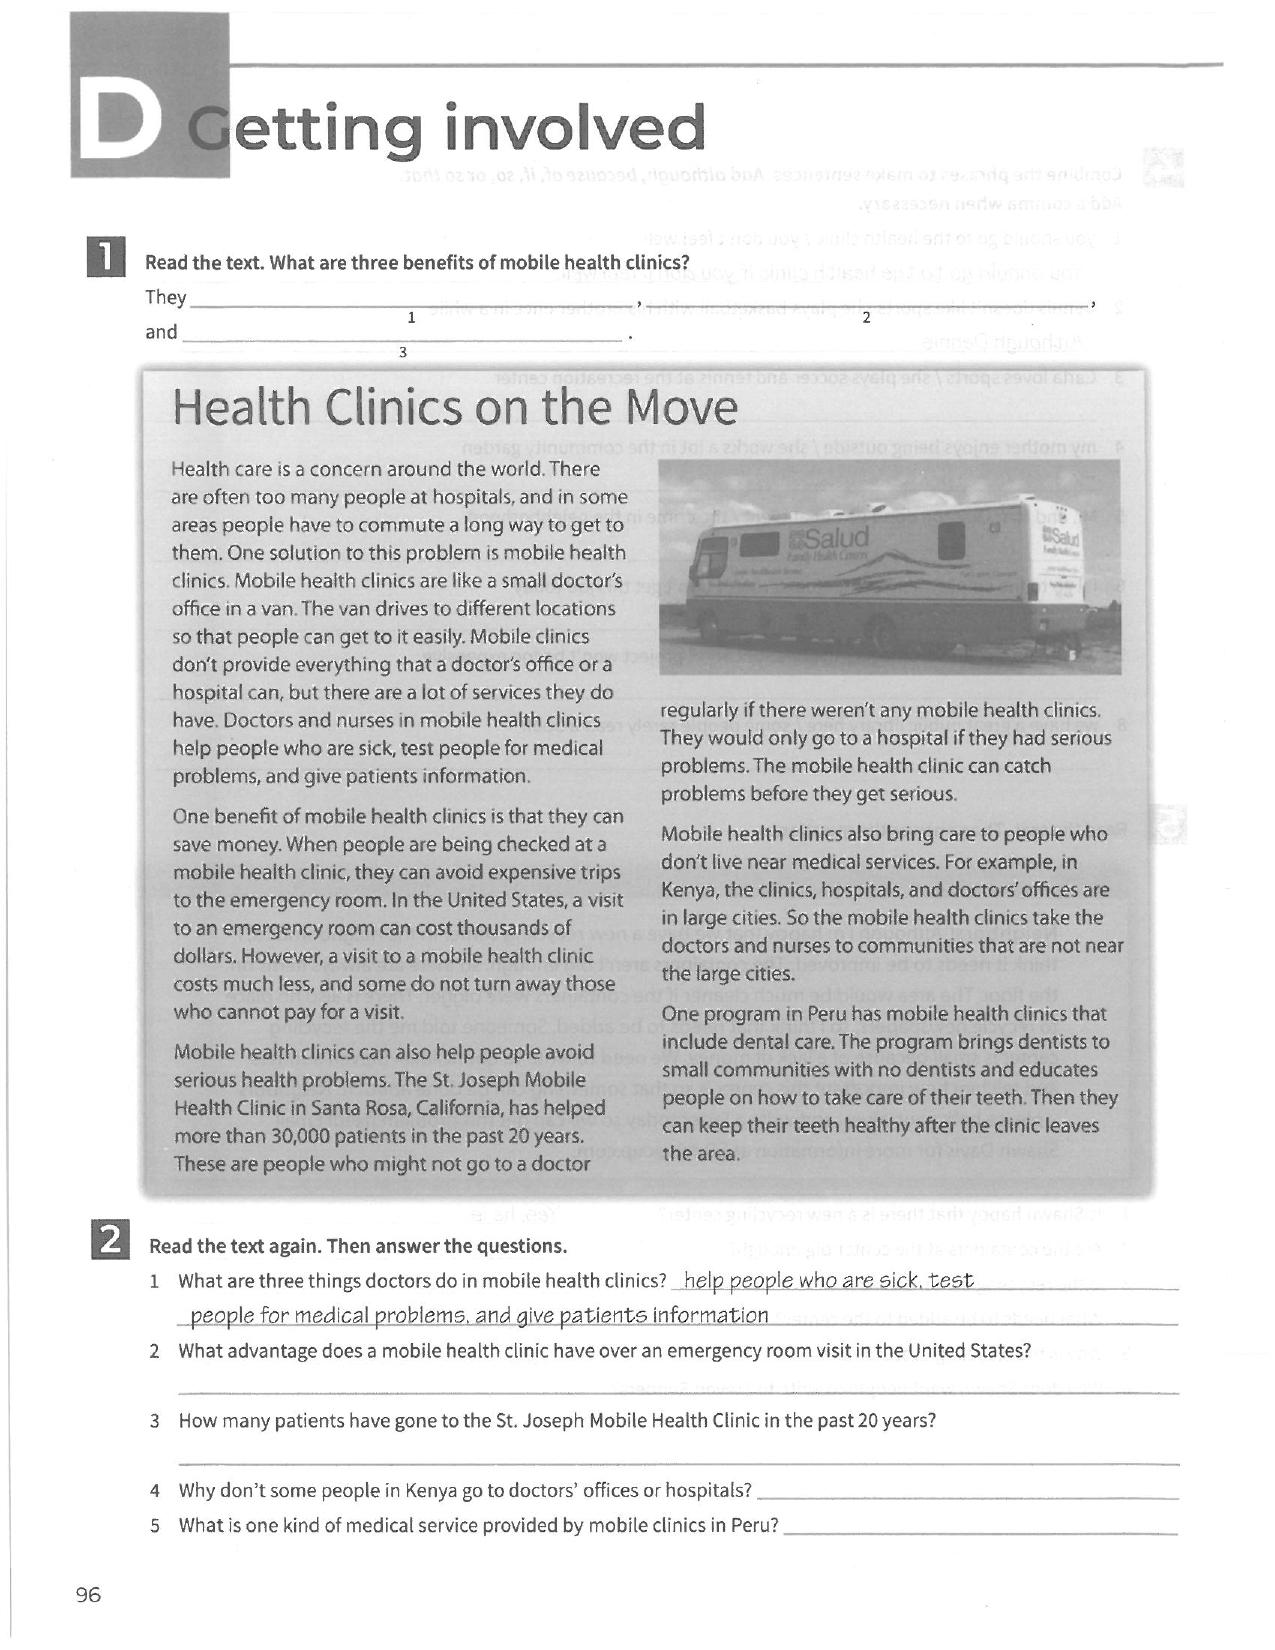 D Getting involved
1 Read the text. What are three benefits of mobile health clinics?
They ,
1 2
and .
3
Health Clinics on the Move
Health care is a concern around the world. There
are often too many people at hospitals, and in some
areas people have to commute a long way to get to
them. One solution to this problem is mobile health
clinics. Mobile health clinics are like a small doctor's
office in a van. The van drives to different locations
so that people can get to it easily. Mobile clinics
don't provide everything that a doctor's office or a
hospital can, but there are a lot of services they do
have. Doctors and nurses in mobile health clinics
help people who are sick, test people for medical
problems, and give patients information.
One benefit of mobile health clinics is that they can
save money. When people are being checked at a
mobile health clinic, they can avoid expensive trips
to the emergency room. In the United States, a visit
to an emergency room can cost thousands of
dollars. However, a visit to a mobile health clinic
costs much less, and some do not turn away those
who cannot pay for a visit.
Mobile health clinics can also help people avoid
serious health problems. The St. Joseph Mobile
Health Clinic in Santa Rosa, California, has helped
more than 30,000 patients in the past 20 years.
These are people who might not go to a doctor
Salud
Family Health Centers
Salud
regularly if there weren't any mobile health clinics.
They would only go to a hospital if they had serious
problems. The mobile health clinic can catch
problems before they get serious.
Mobile health clinics also bring care to people who
don't live near medical services. For example, in
Kenya, the clinics, hospitals, and doctors' offices are
in large cities. So the mobile health clinics take the
doctors and nurses to communities that are not near
the large cities.
One program in Peru has mobile health clinics that
include dental care. The program brings dentists to
small communities with no dentists and educates
people on how to take care of their teeth. Then they
can keep their teeth healthy after the clinic leaves
the area.
2 Read the text again. Then answer the questions.
1 What are three things doctors do in mobile health clinics? help people who are sick, test
people for medical problems, and give patients information
2 What advantage does a mobile health clinic have over an emergency room visit in the United States?
3 How many patients have gone to the St. Joseph Mobile Health Clinic in the past 20 years?
4 Why don't some people in Kenya go to doctors' offices or hospitals?
5 What is one kind of medical service provided by mobile clinics in Peru?
96